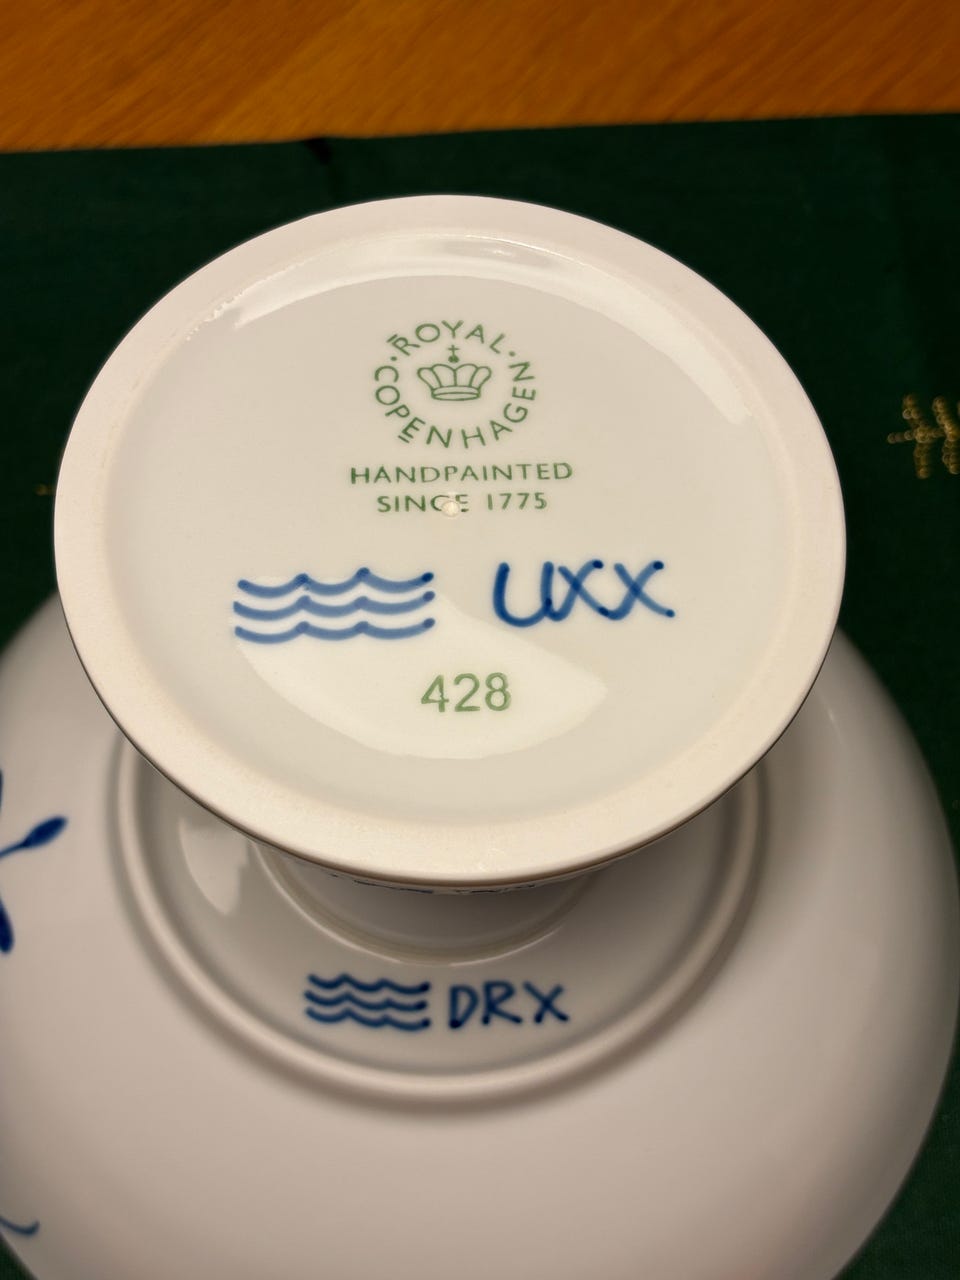 ROYAL
COPENHAGEN
HANDPAINTED
SINCE 1775
UXX
428
DRX